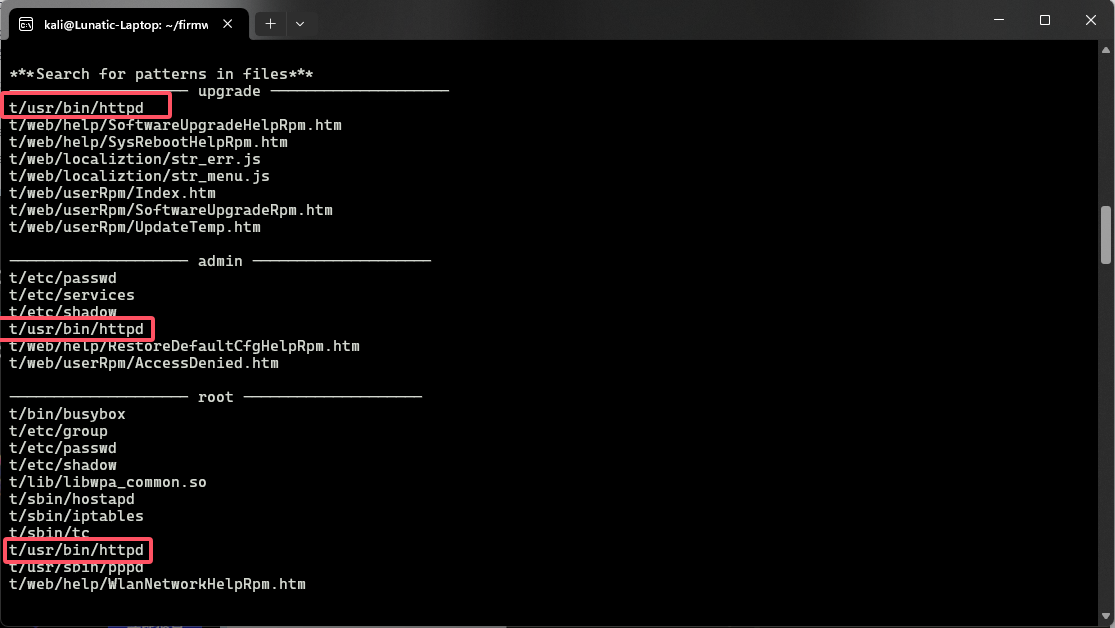 kali@Lunatic-Laptop: ~/firmw
***Search for patterns in files***
-------------------- upgrade --------------------
t/usr/bin/httpd
t/web/help/SoftwareUpgradeHelpRpm.htm
t/web/help/SysRebootHelpRpm.htm
t/web/localiztion/str_err.js
t/web/localiztion/str_menu.js
t/web/userRpm/Index.htm
t/web/userRpm/SoftwareUpgradeRpm.htm
t/web/userRpm/UpdateTemp.htm
-------------------- admin --------------------
t/etc/passwd
t/etc/services
t/etc/shadow
t/usr/bin/httpd
t/web/help/RestoreDefaultCfgHelpRpm.htm
t/web/userRpm/AccessDenied.htm
-------------------- root --------------------
t/bin/busybox
t/etc/group
t/etc/passwd
t/etc/shadow
t/lib/libwpa_common.so
t/sbin/hostapd
t/sbin/iptables
t/sbin/tc
t/usr/bin/httpd
t/usr/sbin/pppd
t/web/help/WlanNetworkHelpRpm.htm